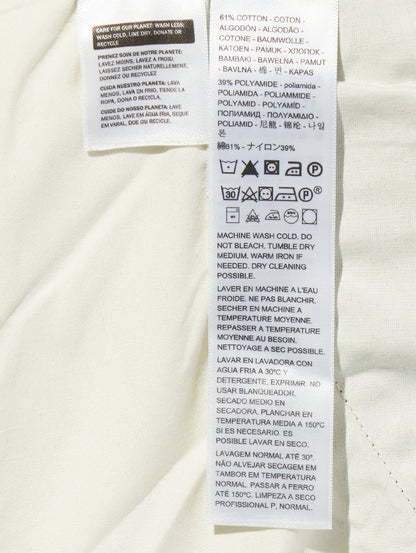 CARE FOR OUR PLANET: WASH LESS,
WASH COLD, LINE DRY, DONATE OR
RECYCLE
PRENEZ SOIN DE NOTRE PLANETE:
LAVEZ MOINS, LAVEZ A FROID,
LAISSEZ SECHER NATURELLEMENT,
DONNEZ OU RECYCLEZ
CUIDE NUESTRO PLANETA: LAVA
MENOS, LAVA EN FRIO, TIENDE LA
ROPA, DONA O RECICLA.
CUIDE DO NOSSO PLANETA: LAVE
MENOS, LAVE EM ÁGUA FRIA, SEQUE
EM VARAL, DOE OU RECICLE.
61% COTTON - COTON -
ALGODÓN - ALGODÃO -
COTONE - BAUMWOLLE -
KATOEN - PAMUK - ХЛОПОК -
BAMBAKI - BAWEŁNA - PAMUT
- BAVLNA - 棉 - 면 - KAPAS
39% POLYAMIDE - poliamida -
POLIAMIDA - POLIAMMIDE -
POLYAMID - POLYAMÍD -
ПОЛИАМИД - ΠΟΛΥΑΜΙΔΙΟ -
POLIAMID - 尼龍 - 锦纶 - 나일
론
綿61% - ナイロン39%
30 P®
MACHINE WASH COLD. DO
NOT BLEACH. TUMBLE DRY
MEDIUM. WARM IRON IF
NEEDED. DRY CLEANING
POSSIBLE.
LAVER EN MACHINE A L'EAU
FROIDE. NE PAS BLANCHIR.
SECHER EN MACHINE A
TEMPERATURE MOYENNE.
REPASSER A TEMPERATURE
MOYENNE AU BESOIN.
NETTOYAGE A SEC POSSIBLE.
LAVAR EN LAVADORA CON
AGUA FRIA A 30ºC Y
DETERGENTE, EXPRIMIR. NO
USAR BLANQUEADOR.
SECADO MEDIO EN
SECADORA. PLANCHAR EN
TEMPERATURA MEDIA A 150ºC
SI ES NECESARIO. ES
POSIBLE LAVAR EN SECO.
LAVAGEM NORMAL ATÉ 30º.
NÃO ALVEJAR SECAGEM EM
TAMBOR EM TEMPERATURA
NORMAL. PASSAR A FERRO
ATÉ 150ºC. LIMPEZA A SECO
PROFISSIONAL P, NORMAL.